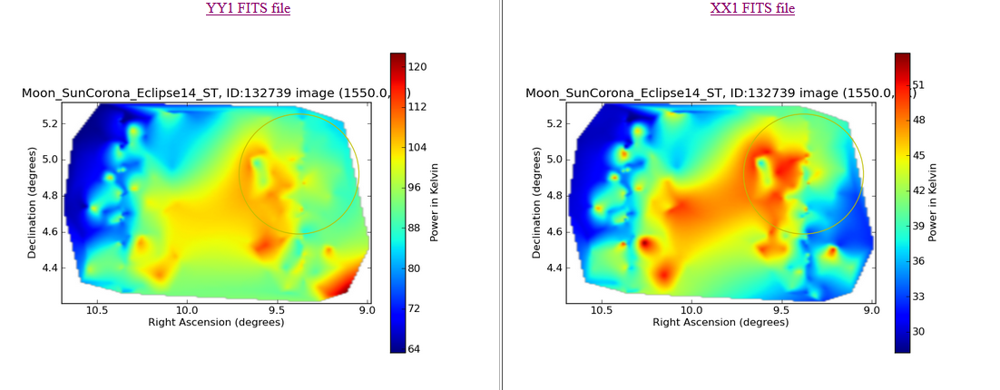 YY1 FITS file
Moon_SunCorona_Eclipse14_ST, ID:132739 image (1550.0, )
5.2
5.0
4.8
4.6
4.4
Declination (degrees)
10.5 10.0 9.5 9.0
Right Ascension (degrees)
120
112
104
96
88
80
72
64
Power in Kelvin
XX1 FITS file
Moon_SunCorona_Eclipse14_ST, ID:132739 image (1550.0, )
5.2
5.0
4.8
4.6
4.4
Declination (degrees)
10.5 10.0 9.5 9.0
Right Ascension (degrees)
51
48
45
42
39
36
33
30
Power in Kelvin